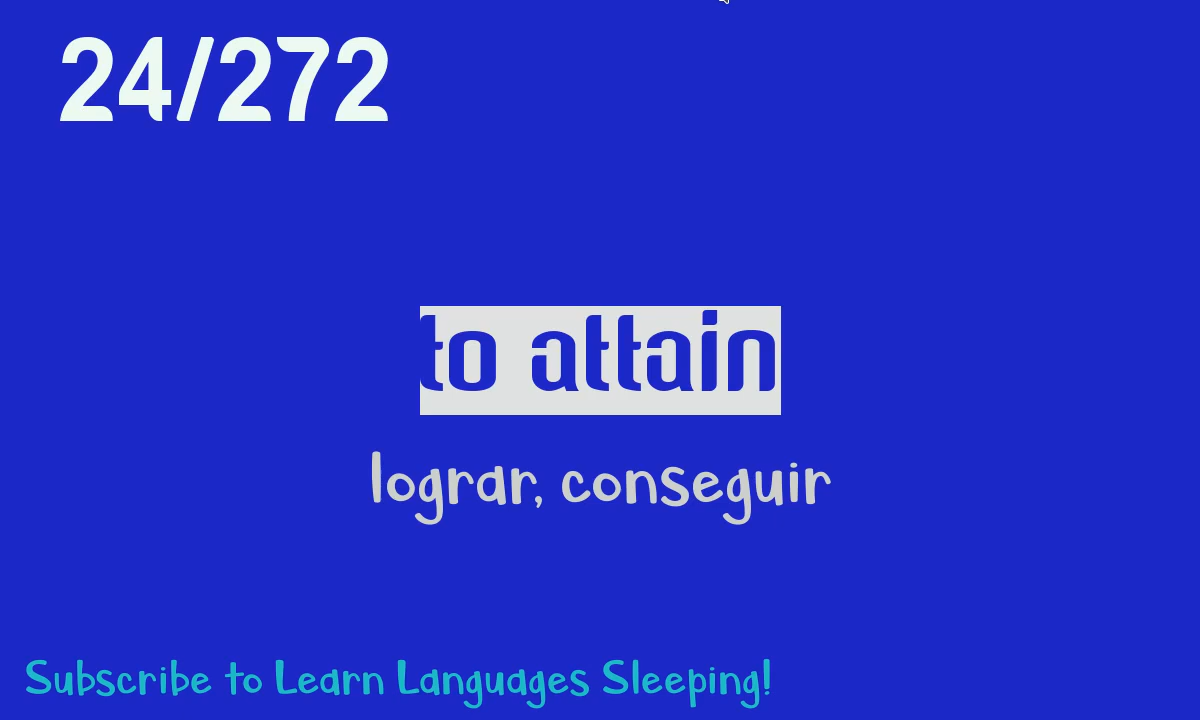 24/272
to attain
lograr, conseguir
Subscribe to Learn Languages Sleeping!